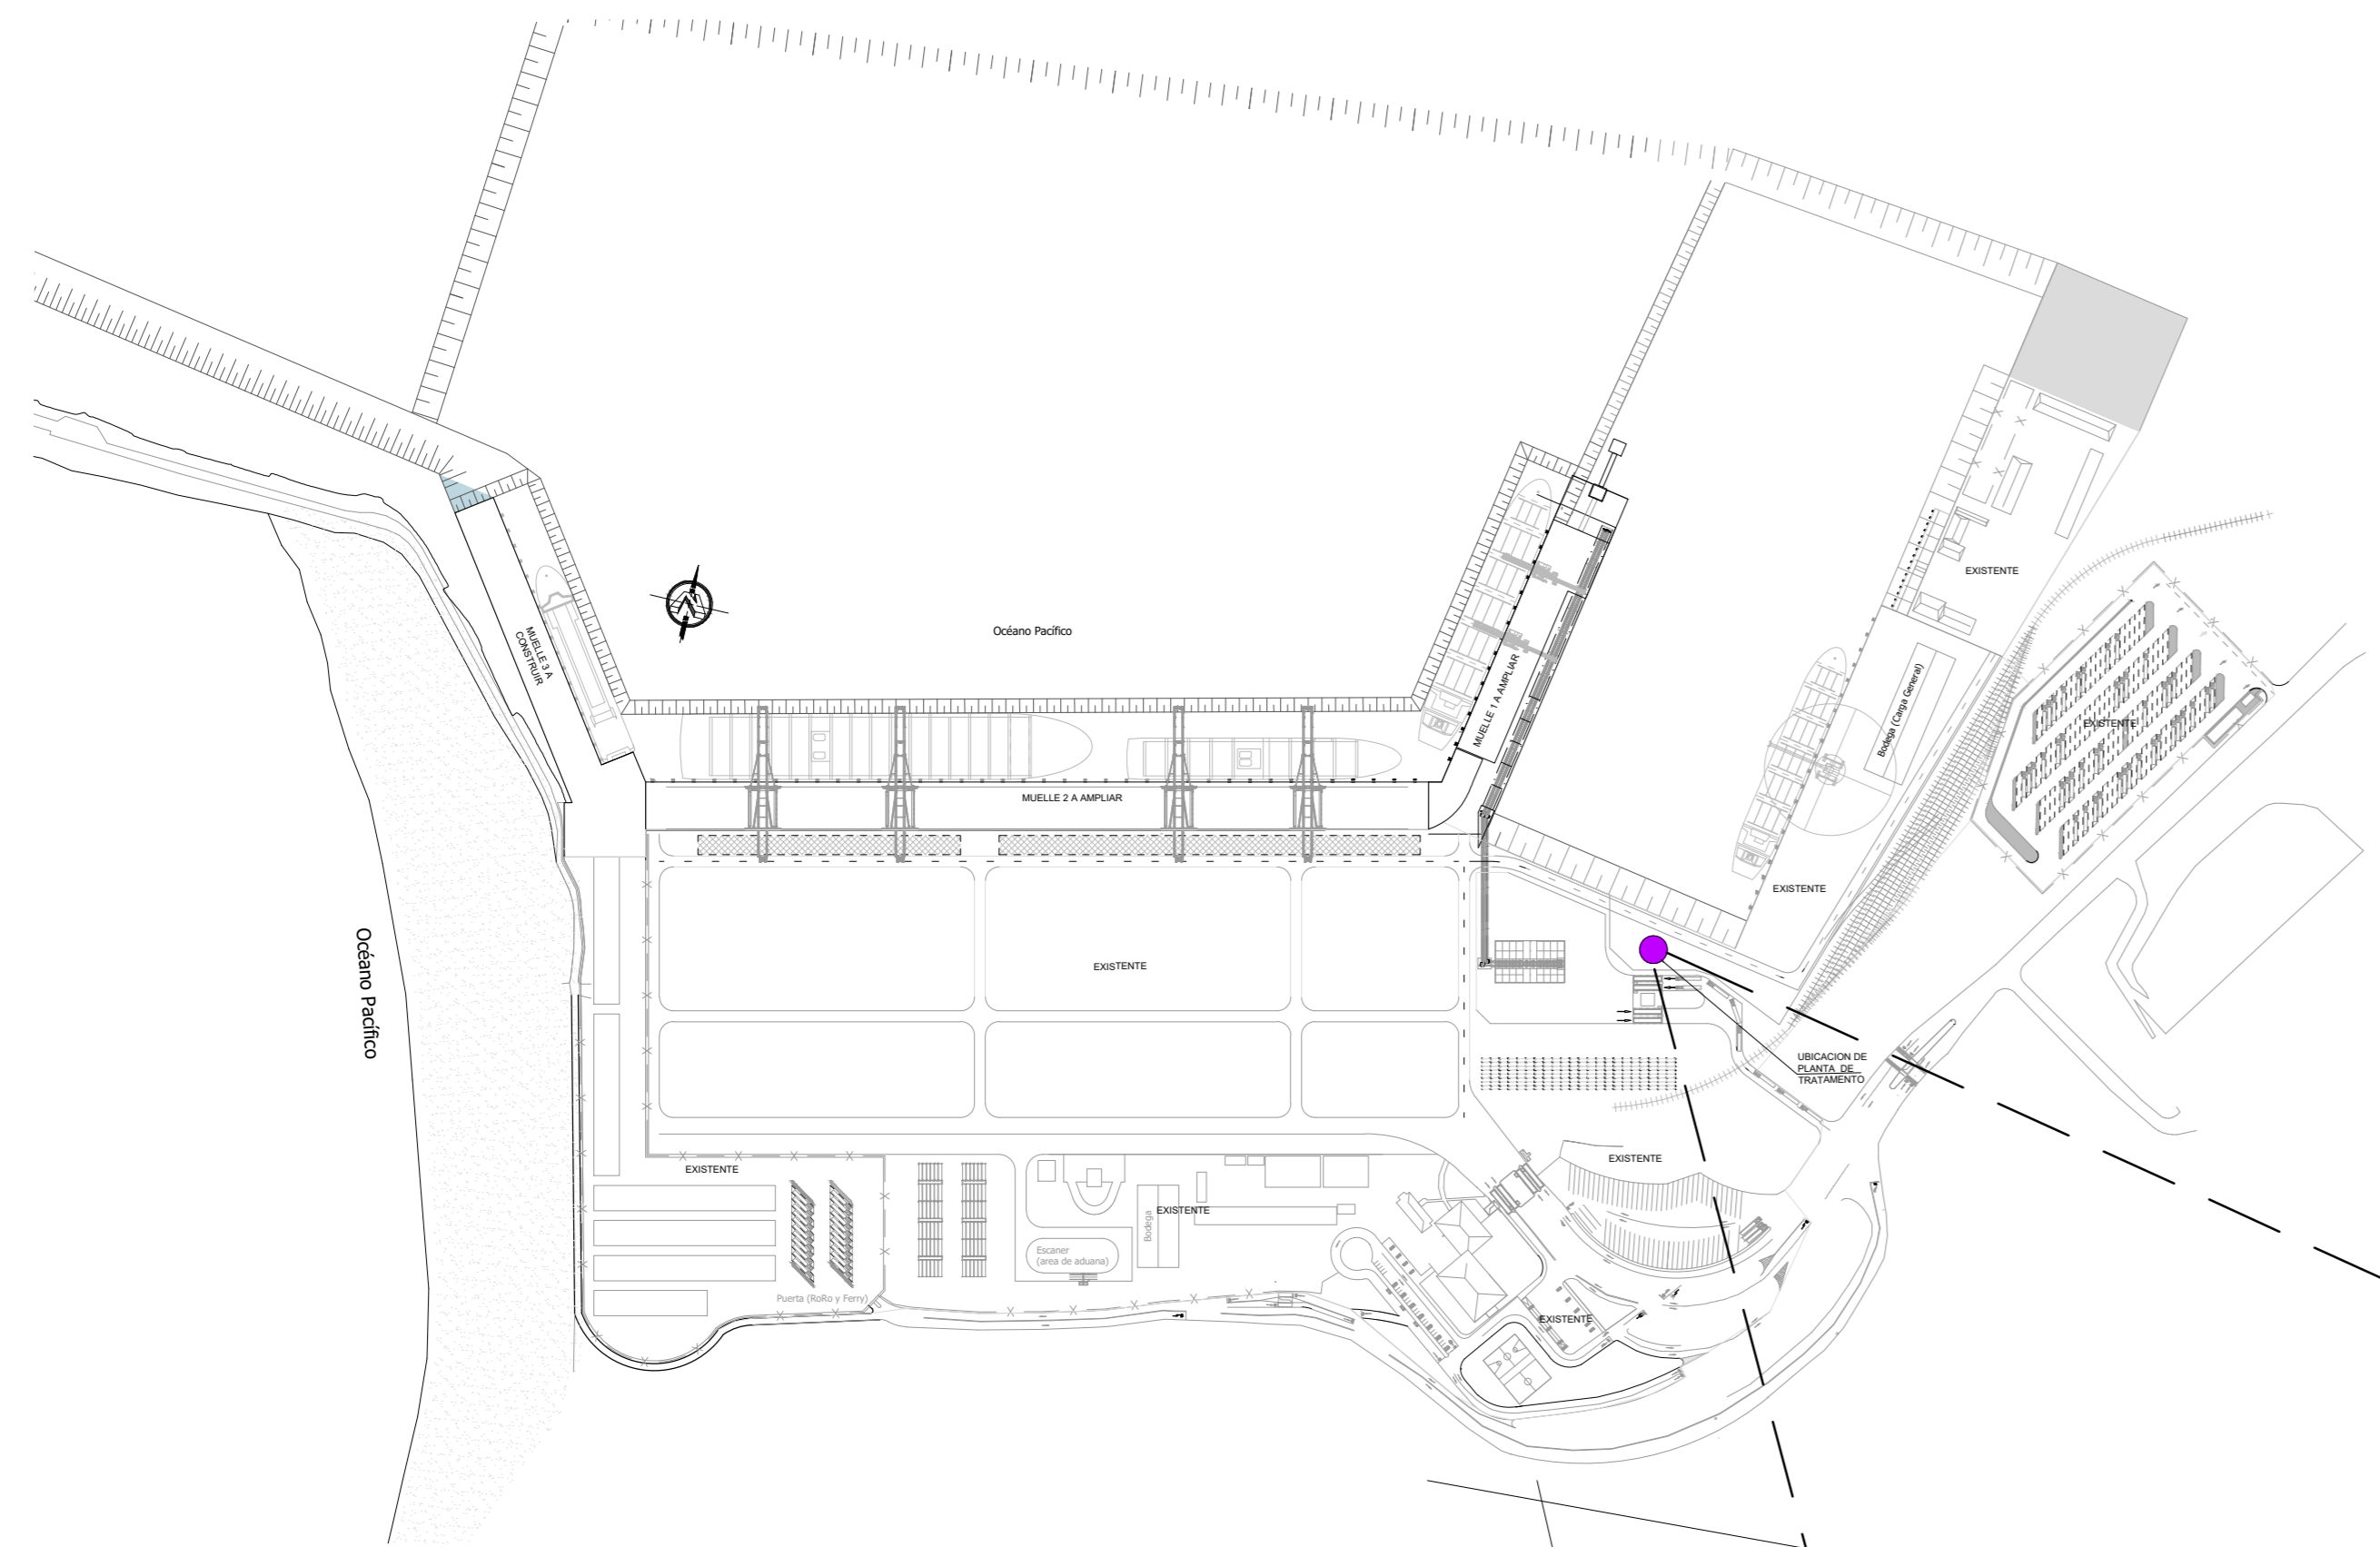 EXISTENTE
Océano Pacífico
MUELLE 3 A
CONSTRUIR
MUELLE 1 A AMPLIAR
Bodega (Carga General)
EXISTENTE
MUELLE 2 A AMPLIAR
EXISTENTE
Océano Pacífico
EXISTENTE
UBICACION DE
PLANTA DE
TRATAMENTO
EXISTENTE
EXISTENTE
EXISTENTE
Bodega
Escaner
(area de aduana)
Puerta (RoRo y Ferry)
EXISTENTE